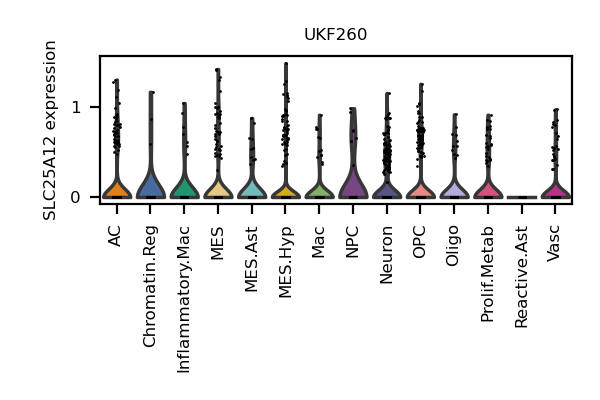 UKF260
SLC25A12 expression
1
0
AC
Chromatin.Reg
Inflammatory.Mac
MES
MES.Ast
MES.Hyp
Mac
NPC
Neuron
OPC
Oligo
Prolif.Metab
Reactive.Ast
Vasc